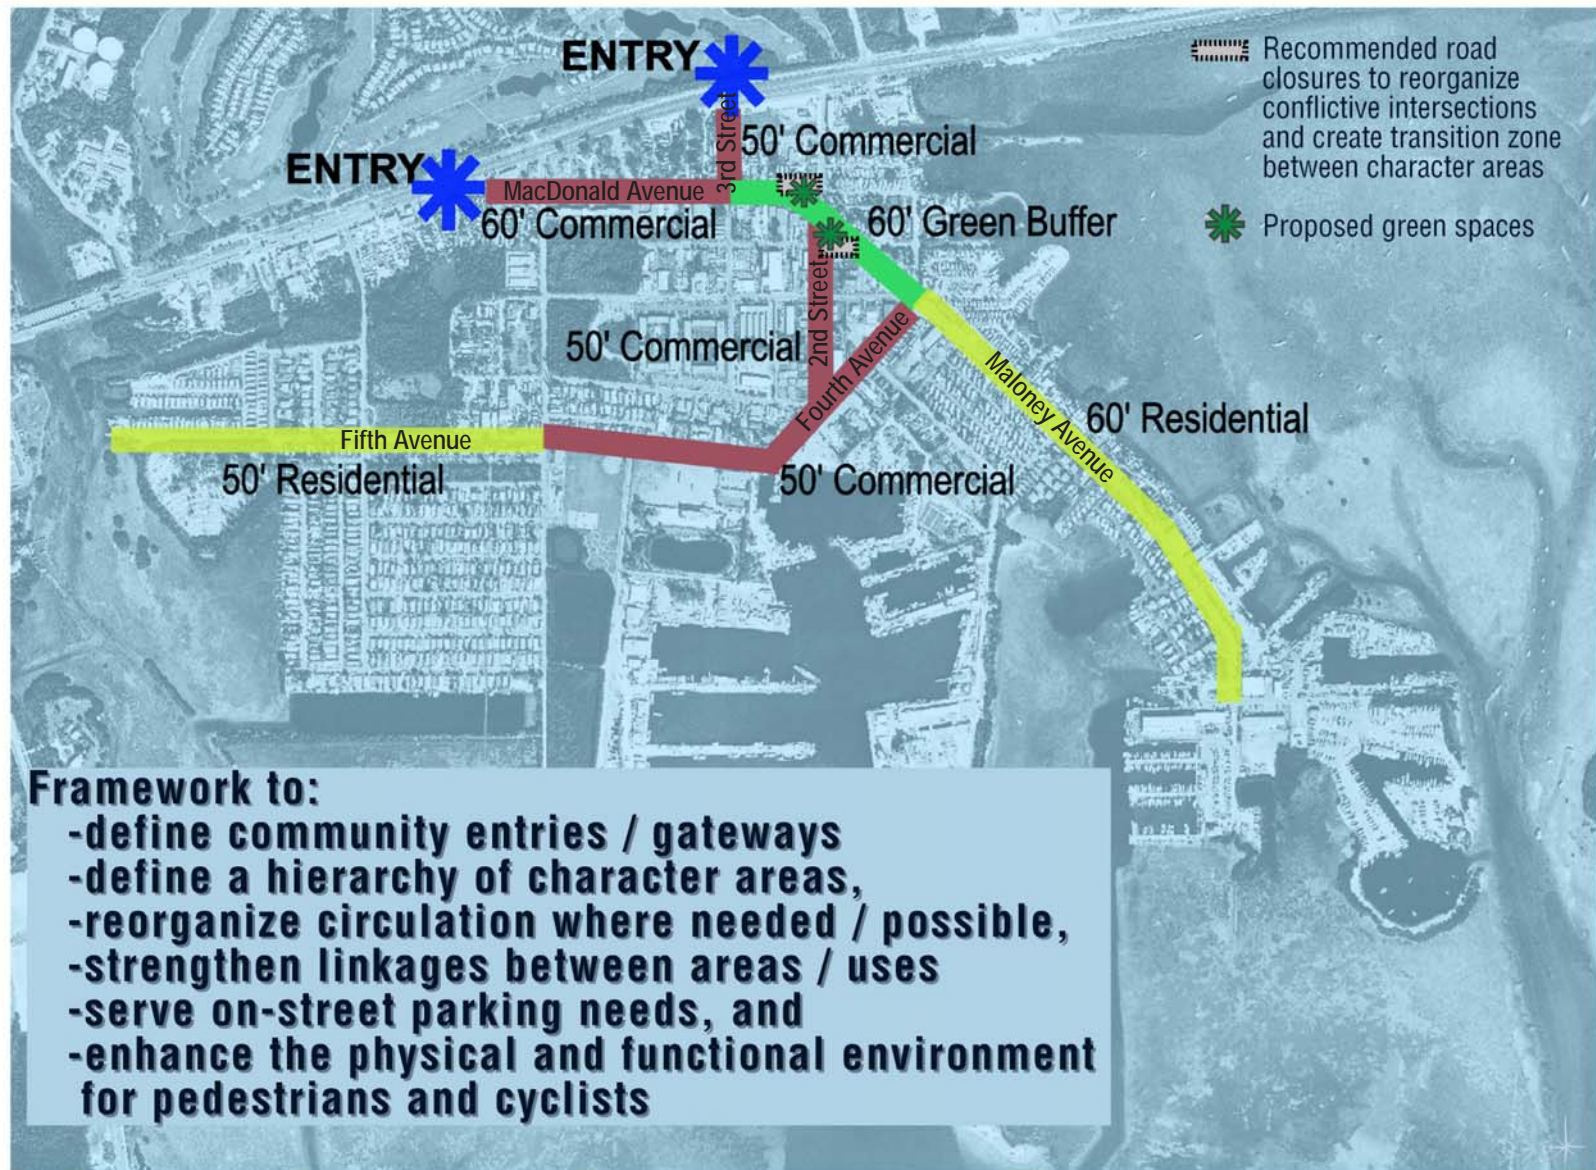 ENTRY
3rd Street
50' Commercial
ENTRY
MacDonald Avenue
60' Commercial
60' Green Buffer
Recommended road
closures to reorganize
conflictive intersections
and create transition zone
between character areas
Proposed green spaces
50' Commercial
2nd Street
Fourth Avenue
Maloney Avenue
60' Residential
Fifth Avenue
50' Residential
50' Commercial
Framework to:
-define community entries / gateways
-define a hierarchy of character areas,
-reorganize circulation where needed / possible,
-strengthen linkages between areas / uses
-serve on-street parking needs, and
-enhance the physical and functional environment
for pedestrians and cyclists